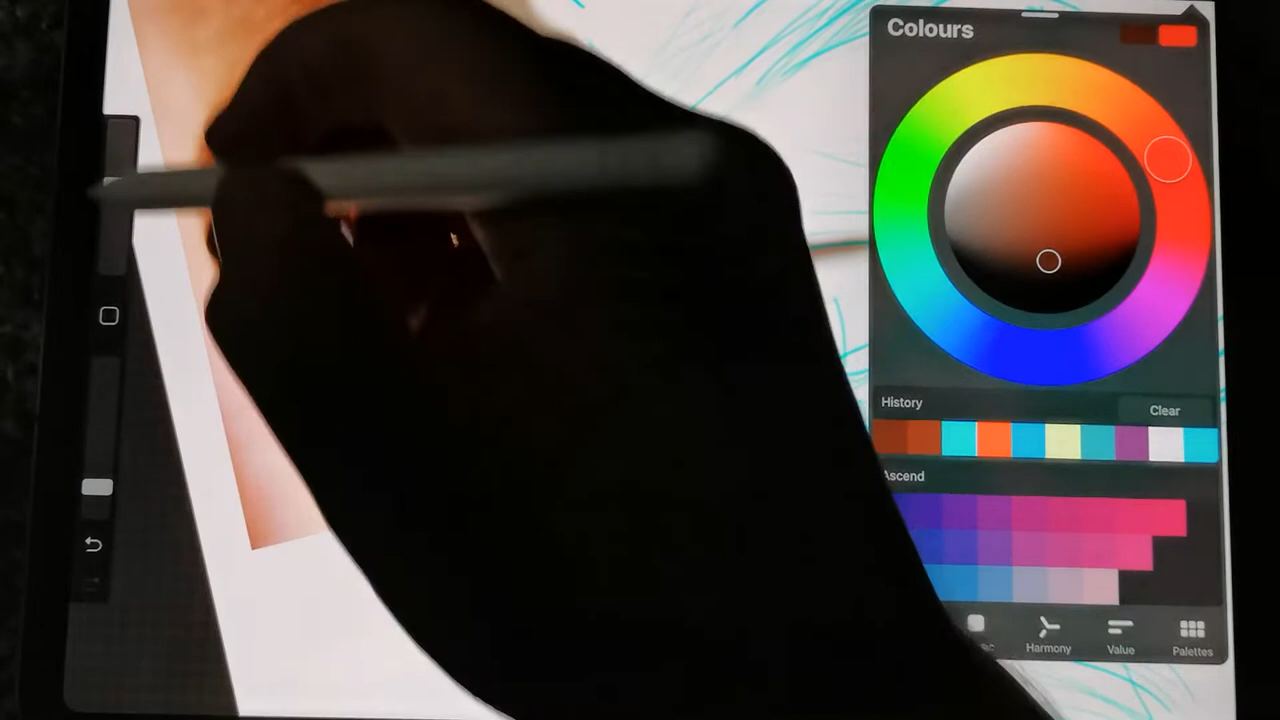 Colours
History
Clear
Ascend
Harmony
Value
Palettes